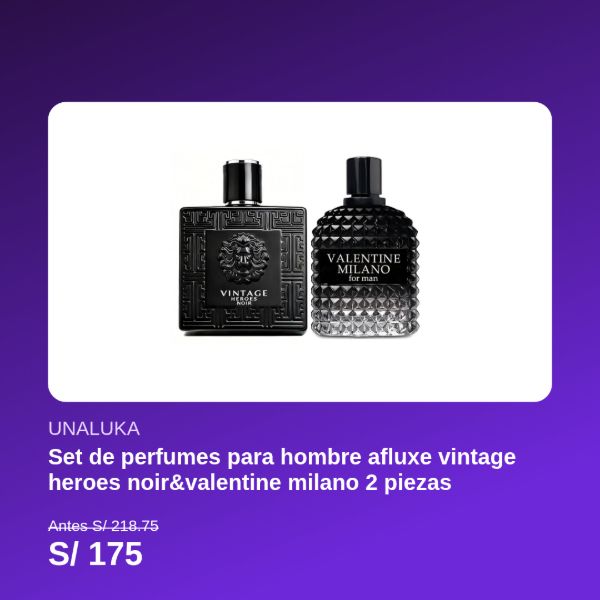 VINTAGE
HEROES
NOIR
VALENTINE
MILANO
for man
UNALUKA
Set de perfumes para hombre afluxe vintage
heroes noir&valentine milano 2 piezas
Antes S/ 218.75
S/ 175